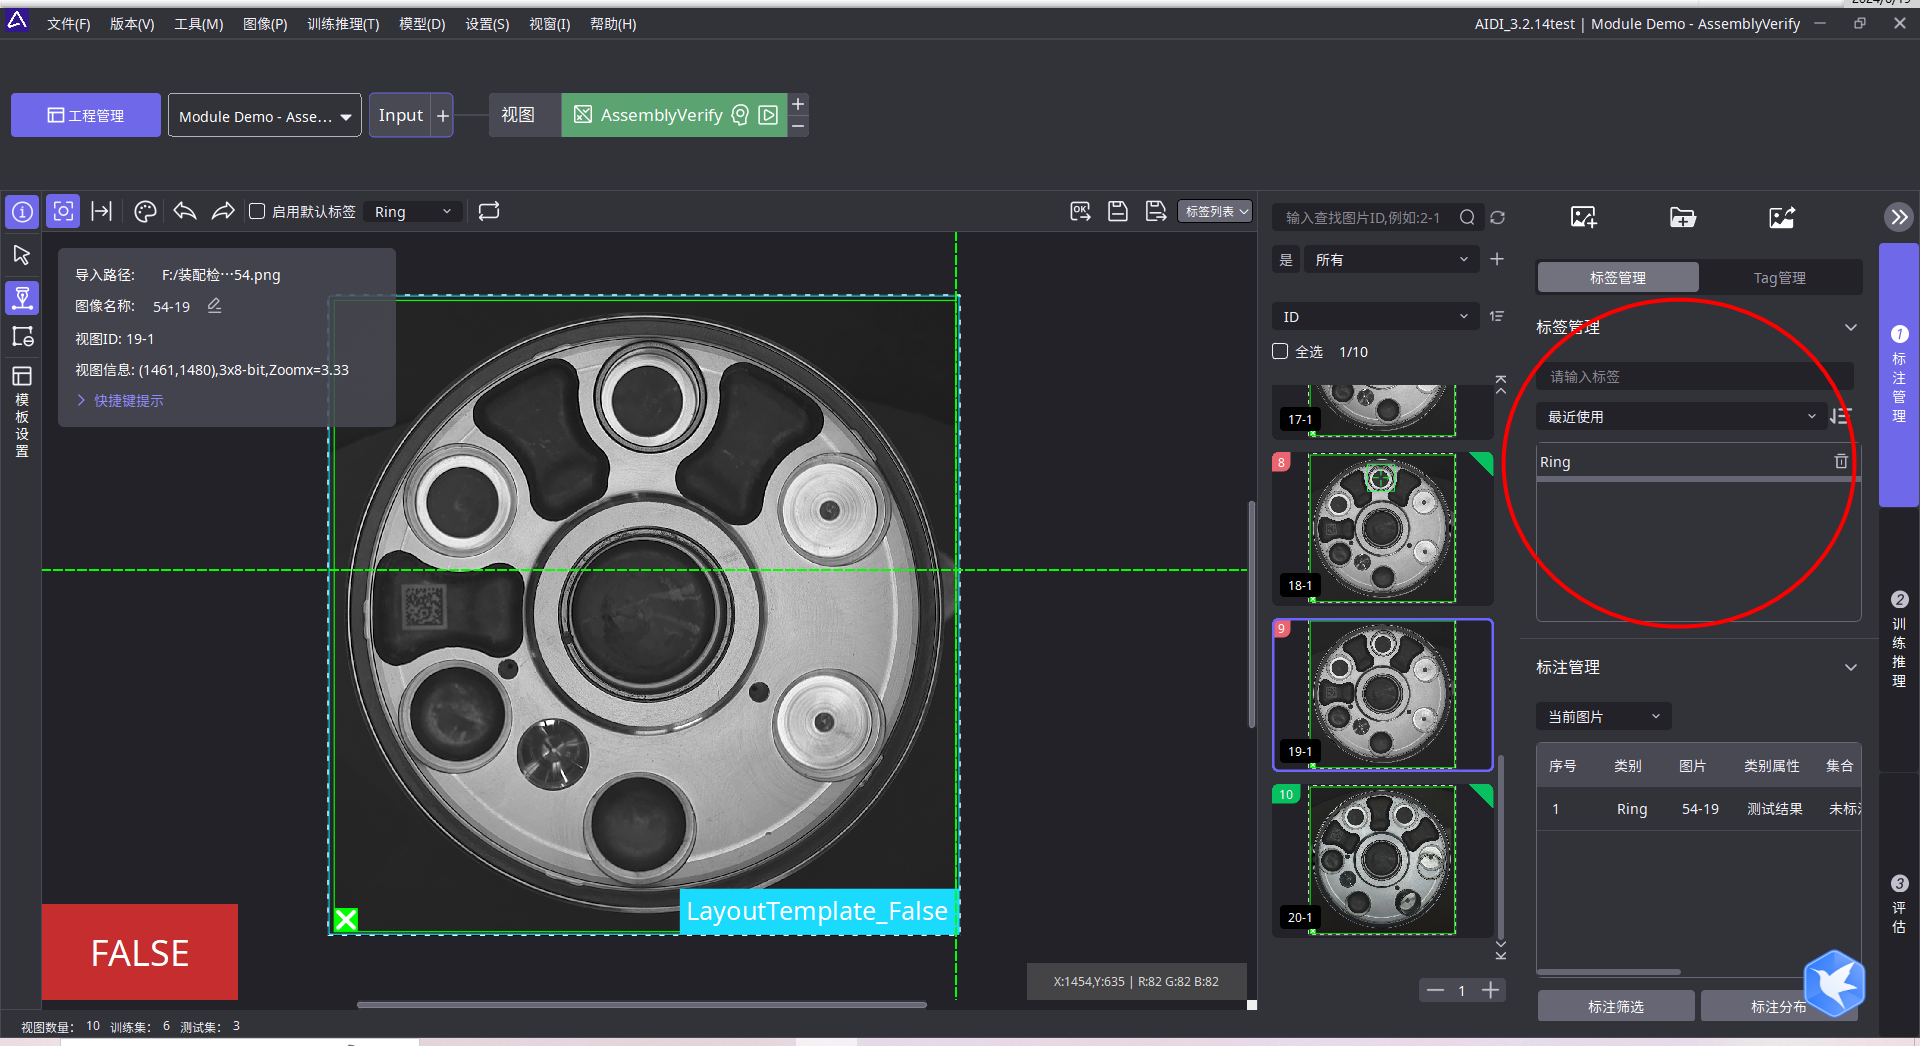 文件(F) 版本(V) 工具(M) 图像(P) 训练推理(T) 模型(D) 设置(S) 视窗(I) 帮助(H) AIDI_3.2.14test | Module Demo - AssemblyVerify
工程管理 Module Demo - Asse... Input + 视图 AssemblyVerify
启用默认标签 Ring 标签列表
导入路径: F:/装配检···54.png
图像名称: 54-19
视图ID: 19-1
视图信息: (1461,1480),3x8-bit,Zoomx=3.33
快捷键提示
模板设置
LayoutTemplate_False
FALSE
X:1454,Y:635 | R:82 G:82 B:82
视图数量: 10 训练集: 6 测试集: 3
输入查找图片ID,例如:2-1
是 所有
ID
全选 1/10
17-1
8
18-1
9
19-1
10
20-1
1
标签管理 Tag管理
标签管理
请输入标签
最近使用
Ring
标注管理
当前图片
序号 类别 图片 类别属性 集合
1 Ring 54-19 测试结果 未标
标注筛选 标注分布
1 标注管理
2 训练推理
3 评估